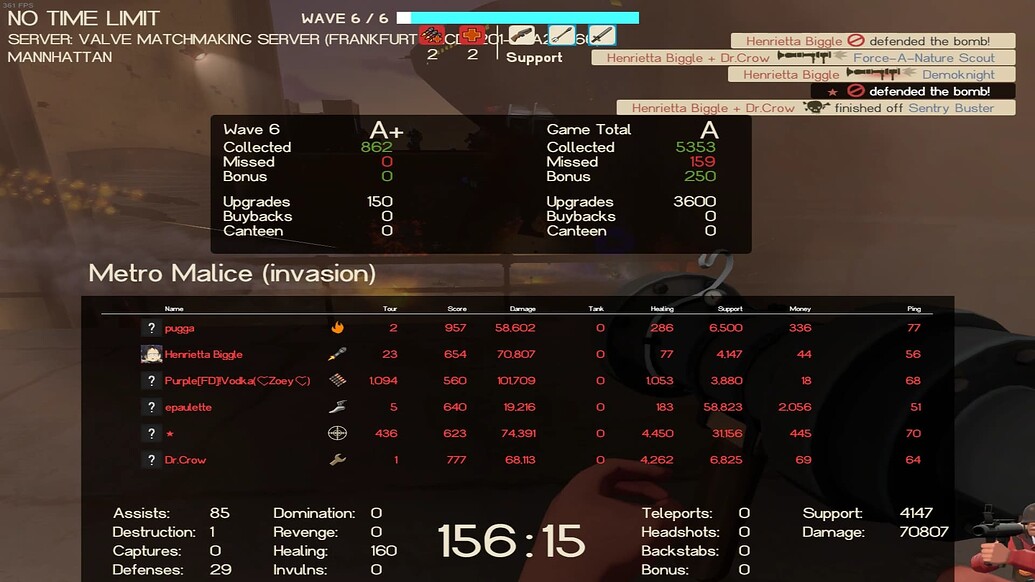 361 FPS
NO TIME LIMIT
WAVE 6 / 6
SERVER: VALVE MATCHMAKING SERVER (FRANKFURT
MANNHATTAN
2 2 Support
Henrietta Biggle defended the bomb!
Henrietta Biggle + Dr.Crow Force-A-Nature Scout
Henrietta Biggle Demoknight
★ defended the bomb!
Henrietta Biggle + Dr.Crow finished off Sentry Buster
Wave 6 A+ Game Total A
Collected 862 Collected 5353
Missed 0 Missed 159
Bonus 0 Bonus 250
Upgrades 150 Upgrades 3600
Buybacks 0 Buybacks 0
Canteen 0 Canteen 0
Metro Malice (invasion)
Name Tour Score Damage Tank Healing Support Money Ping
? pugga 2 957 58,602 0 286 6,500 336 77
Henrietta Biggle 23 654 70,807 0 77 4,147 44 56
? Purple[FD]!Vodka(♡Zoey♡) 1,094 560 101,709 0 1,053 3,880 18 68
? epaulette 5 640 19,216 0 183 58,823 2,056 51
? ★ 436 623 74,391 0 4,450 31,156 445 70
? Dr.Crow 1 777 68,113 0 4,262 6,825 69 64
Assists: 85 Domination: 0 Teleports: 0 Support: 4147
Destruction: 1 Revenge: 0 Headshots: 0 Damage: 70807
Captures: 0 Healing: 160 Backstabs: 0
Defenses: 29 Invulns: 0 Bonus: 0
156:15